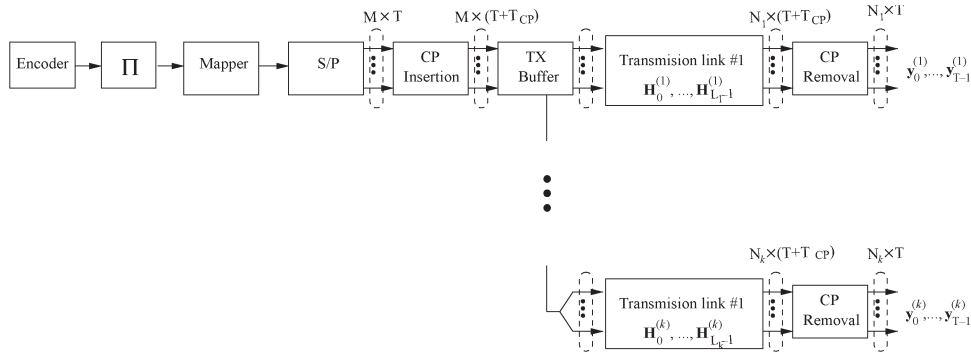 M×T
M×(T+T_CP)
N_1×(T+T_CP)
N_1×T
Encoder
Π
Mapper
S/P
CP
Insertion
TX
Buffer
Transmision link #1
H_0^(1), ..., H_{L_1-1}^(1)
CP
Removal
y_0^(1),..., y_{T-1}^(1)
N_k×(T+T_CP)
N_k×T
Transmision link #1
H_0^(k), ..., H_{L_k-1}^(k)
CP
Removal
y_0^(k),..., y_{T-1}^(k)